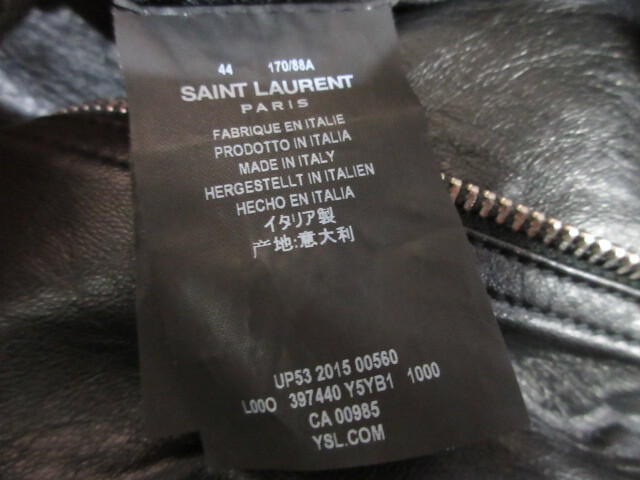 44 170/88A
SAINT LAURENT
PARIS
FABRIQUE EN ITALIE
PRODOTTO IN ITALIA
MADE IN ITALY
HERGESTELLT IN ITALIEN
HECHO EN ITALIA
イタリア製
产地:意大利
UP53 2015 00560
L00O 397440 Y5YB1 1000
CA 00985
YSL.COM